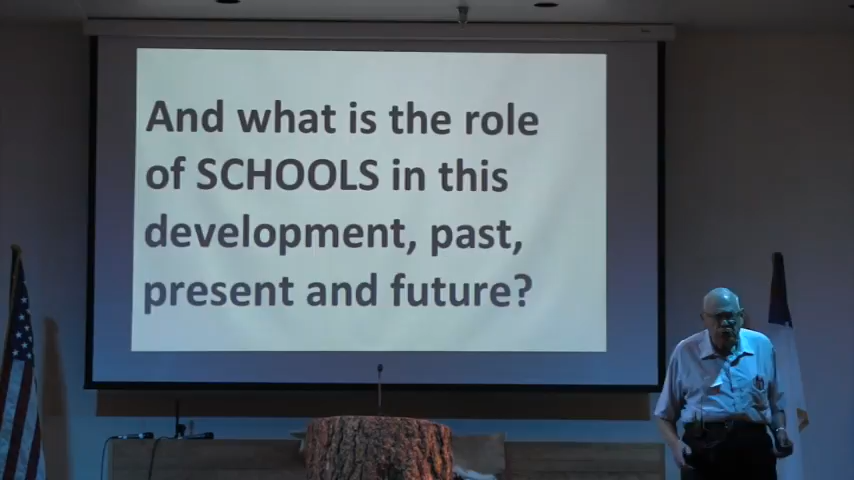 And what is the role
of SCHOOLS in this
development, past,
present and future?